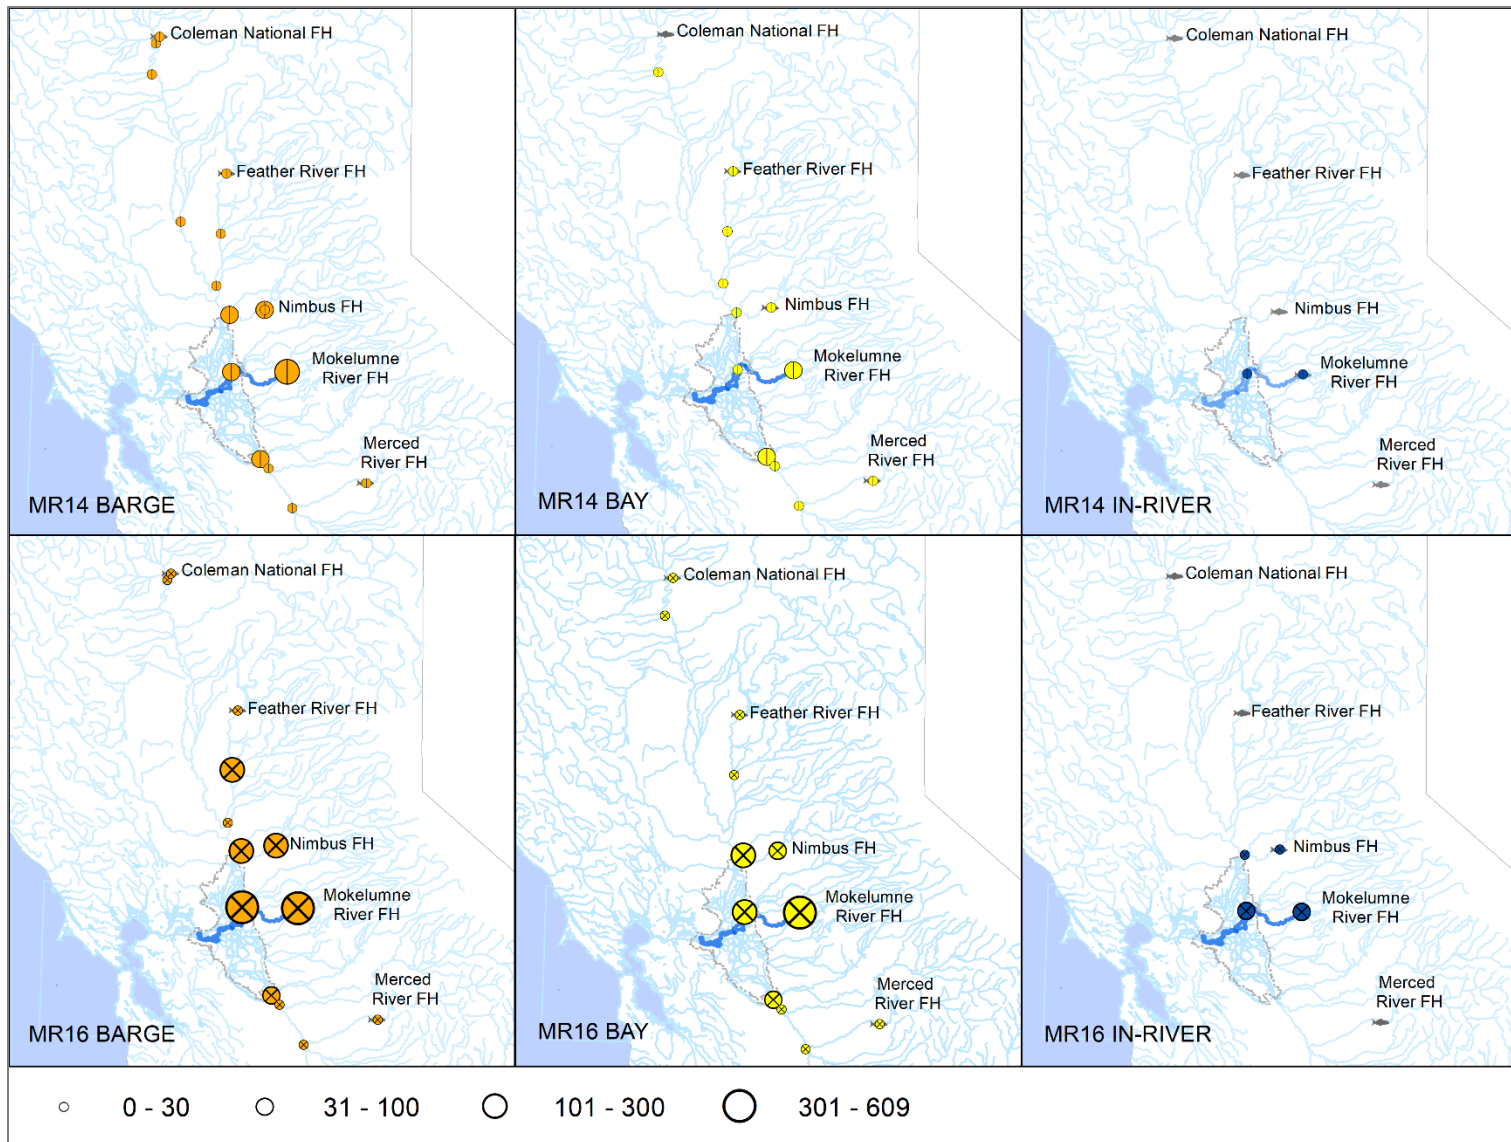 Coleman National FH
Feather River FH
Nimbus FH
Mokelumne
River FH
Merced
River FH
MR14 BARGE
Coleman National FH
Feather River FH
Nimbus FH
Mokelumne
River FH
Merced
River FH
MR14 BAY
Coleman National FH
Feather River FH
Nimbus FH
Mokelumne
River FH
Merced
River FH
MR14 IN-RIVER
Coleman National FH
Feather River FH
Nimbus FH
Mokelumne
River FH
Merced
River FH
MR16 BARGE
Coleman National FH
Feather River FH
Nimbus FH
Mokelumne
River FH
Merced
River FH
MR16 BAY
Coleman National FH
Feather River FH
Nimbus FH
Mokelumne
River FH
Merced
River FH
MR16 IN-RIVER
0 - 30 31 - 100 101 - 300 301 - 609